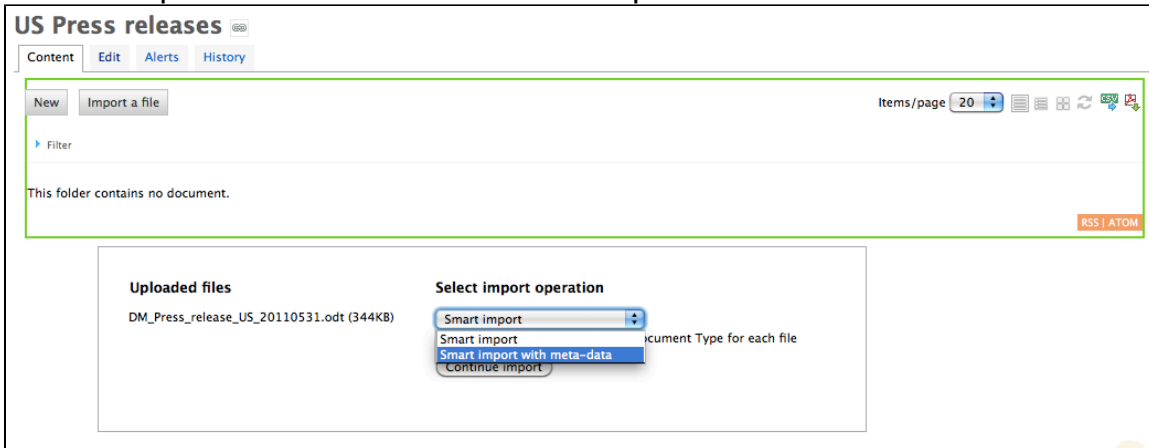 US Press releases
Content Edit Alerts History
New Import a file Items/page 20 CSV
Filter
This folder contains no document.
RSS | ATOM
Uploaded files Select import operation
DM_Press_release_US_20110531.odt (344KB) Smart import
Smart import ocument Type for each file
Smart import with meta-data
Continue import